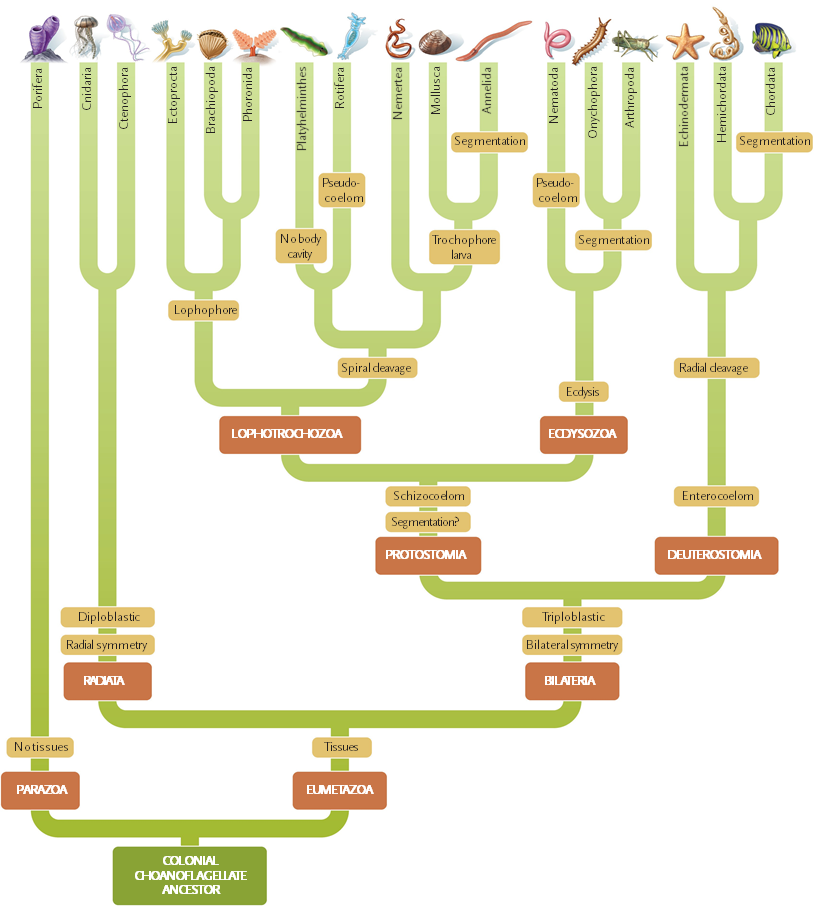 Porifera
Cnidaria
Ctenophora
Ectoprocta
Brachiopoda
Phoronida
Platyhelminthes
Rotifera
Nemertea
Mollusca
Annelida
Nematoda
Onychophora
Arthropoda
Echinodermata
Hemichordata
Chordata
Segmentation
Segmentation
Pseudo-
coelom
Pseudo-
coelom
No body
cavity
Trochophore
larva
Segmentation
Lophophore
Spiral cleavage
Radial cleavage
Ecdysis
LOPHOTROCHOZOA
ECDYSOZOA
Schizocoelom
Enterocoelom
Segmentation?
PROTOSTOMIA
DEUTEROSTOMIA
Diploblastic
Triploblastic
Radial symmetry
Bilateral symmetry
RADIATA
BILATERIA
No tissues
Tissues
PARAZOA
EUMETAZOA
COLONIAL
CHOANOFLAGELLATE
ANCESTOR